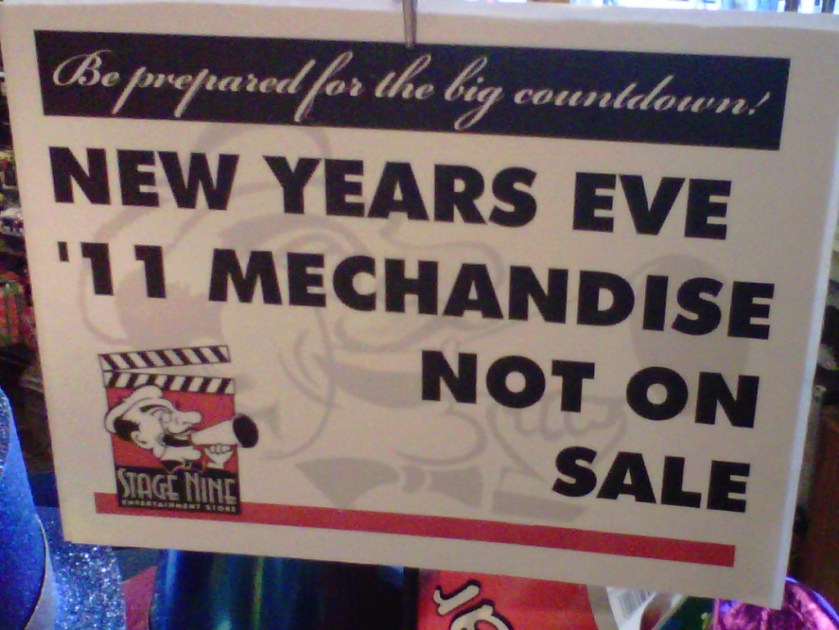 Be prepared for the big countdown!
NEW YEARS EVE
'11 MECHANDISE
NOT ON
SALE
STAGE NINE
ENTERTAINMENT STORE